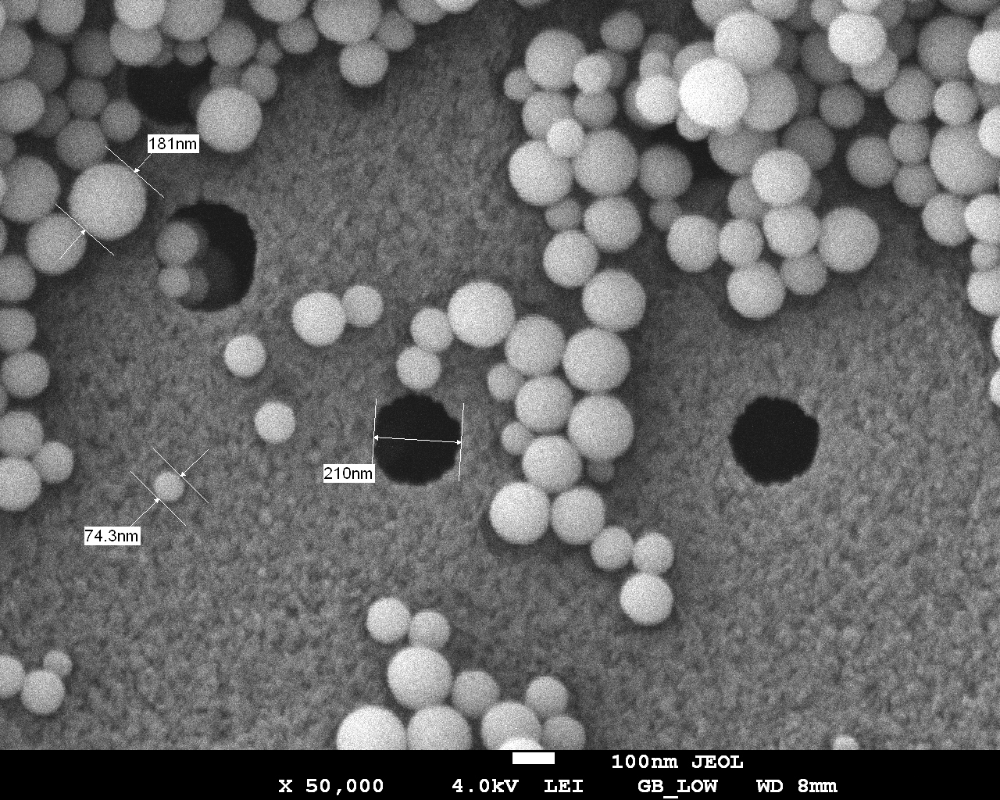 181nm
210nm
74.3nm
100nm JEOL
X 50,000 4.0kV LEI GB_LOW WD 8mm